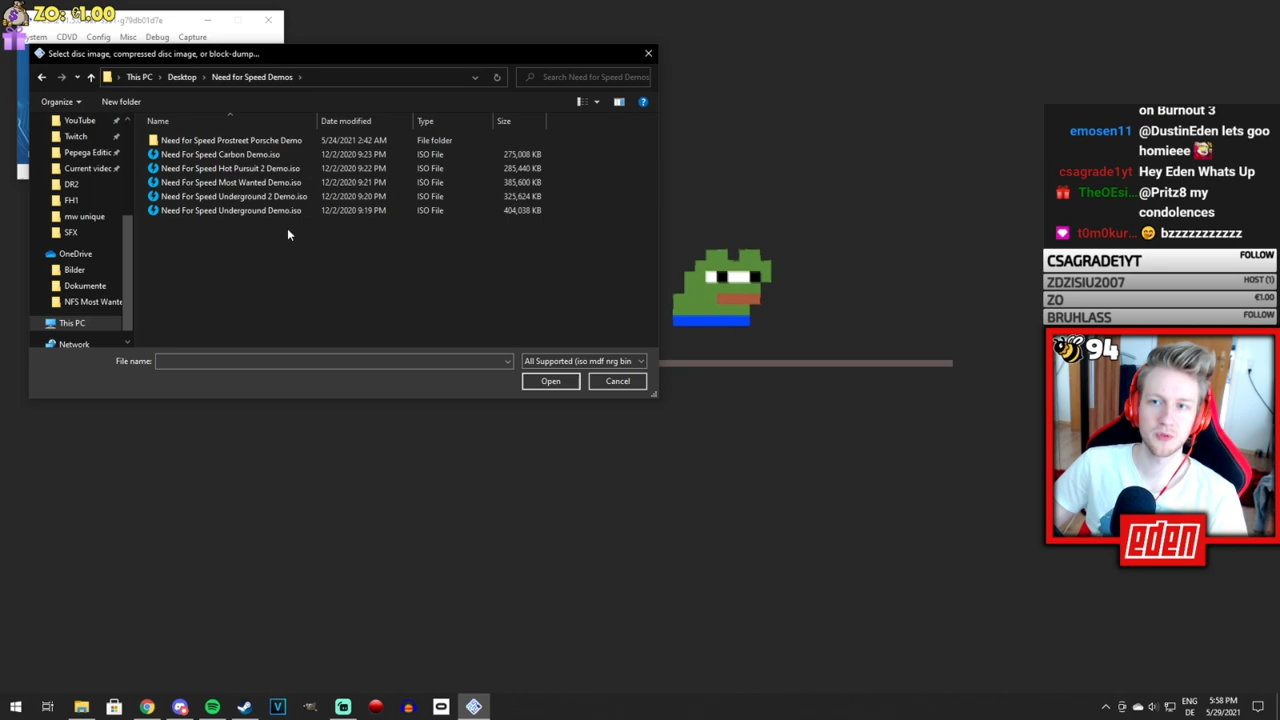 ZO: €1.00
1.5.0-dev-3331-g79db01d7e
System CDVD Config Misc Debug Capture
Select disc image, compressed disc image, or block-dump...
This PC > Desktop > Need for Speed Demos >
Search Need for Speed Demos
Organize New folder
Name Date modified Type Size
Need for Speed Prostreet Porsche Demo 5/24/2021 2:42 AM File folder
Need For Speed Carbon Demo.iso 12/2/2020 9:23 PM ISO File 275,008 KB
Need For Speed Hot Pursuit 2 Demo.iso 12/2/2020 9:22 PM ISO File 285,440 KB
Need For Speed Most Wanted Demo.iso 12/2/2020 9:21 PM ISO File 385,600 KB
Need For Speed Underground 2 Demo.iso 12/2/2020 9:20 PM ISO File 325,624 KB
Need For Speed Underground Demo.iso 12/2/2020 9:19 PM ISO File 404,038 KB
YouTube
Twitch
Pepega Editic
Current video
DR2
FH1
mw unique
SFX
OneDrive
Bilder
Dokumente
NFS Most Wante
This PC
Network
File name:
All Supported (iso mdf nrg bin
Open Cancel
on Burnout 3
emosen11 @DustinEden lets goo
homieee
csagrade1yt Hey Eden Whats Up
TheOEsi... @Pritz8 my
condolences
t0m0kur... bzzzzzzzzzz
CSAGRADE1YT FOLLOW
ZDZISIU2007 HOST (1)
ZO €1.00
BRUHLASS FOLLOW
94
eden
ENG 5:58 PM
DE 5/29/2021